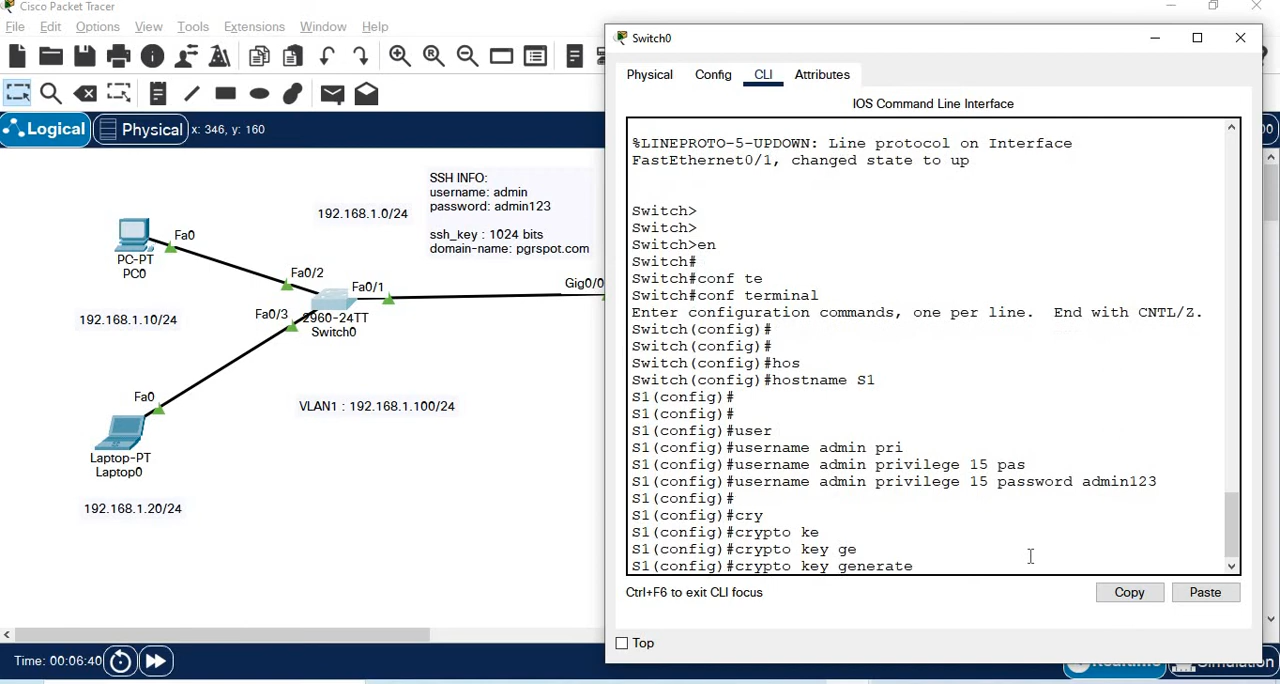 Cisco Packet Tracer
File Edit Options View Tools Extensions Window Help
Logical Physical x: 346, y: 160
SSH INFO:
username: admin
password: admin123
ssh_key : 1024 bits
domain-name: pgrspot.com
192.168.1.0/24
Fa0
PC-PT
PC0
Fa0/2
Fa0/1
Gig0/0
192.168.1.10/24
Fa0/3
2960-24TT
Switch0
Fa0
VLAN1 : 192.168.1.100/24
Laptop-PT
Laptop0
192.168.1.20/24
Time: 00:06:40
Switch0
Physical Config CLI Attributes
IOS Command Line Interface
%LINEPROTO-5-UPDOWN: Line protocol on Interface
FastEthernet0/1, changed state to up
Switch>
Switch>
Switch>en
Switch#
Switch#conf te
Switch#conf terminal
Enter configuration commands, one per line. End with CNTL/Z.
Switch(config)#
Switch(config)#
Switch(config)#hos
Switch(config)#hostname S1
S1(config)#
S1(config)#
S1(config)#user
S1(config)#username admin pri
S1(config)#username admin privilege 15 pas
S1(config)#username admin privilege 15 password admin123
S1(config)#
S1(config)#cry
S1(config)#crypto ke
S1(config)#crypto key ge
S1(config)#crypto key generate
Ctrl+F6 to exit CLI focus
Copy Paste
Top
Realtime Simulation